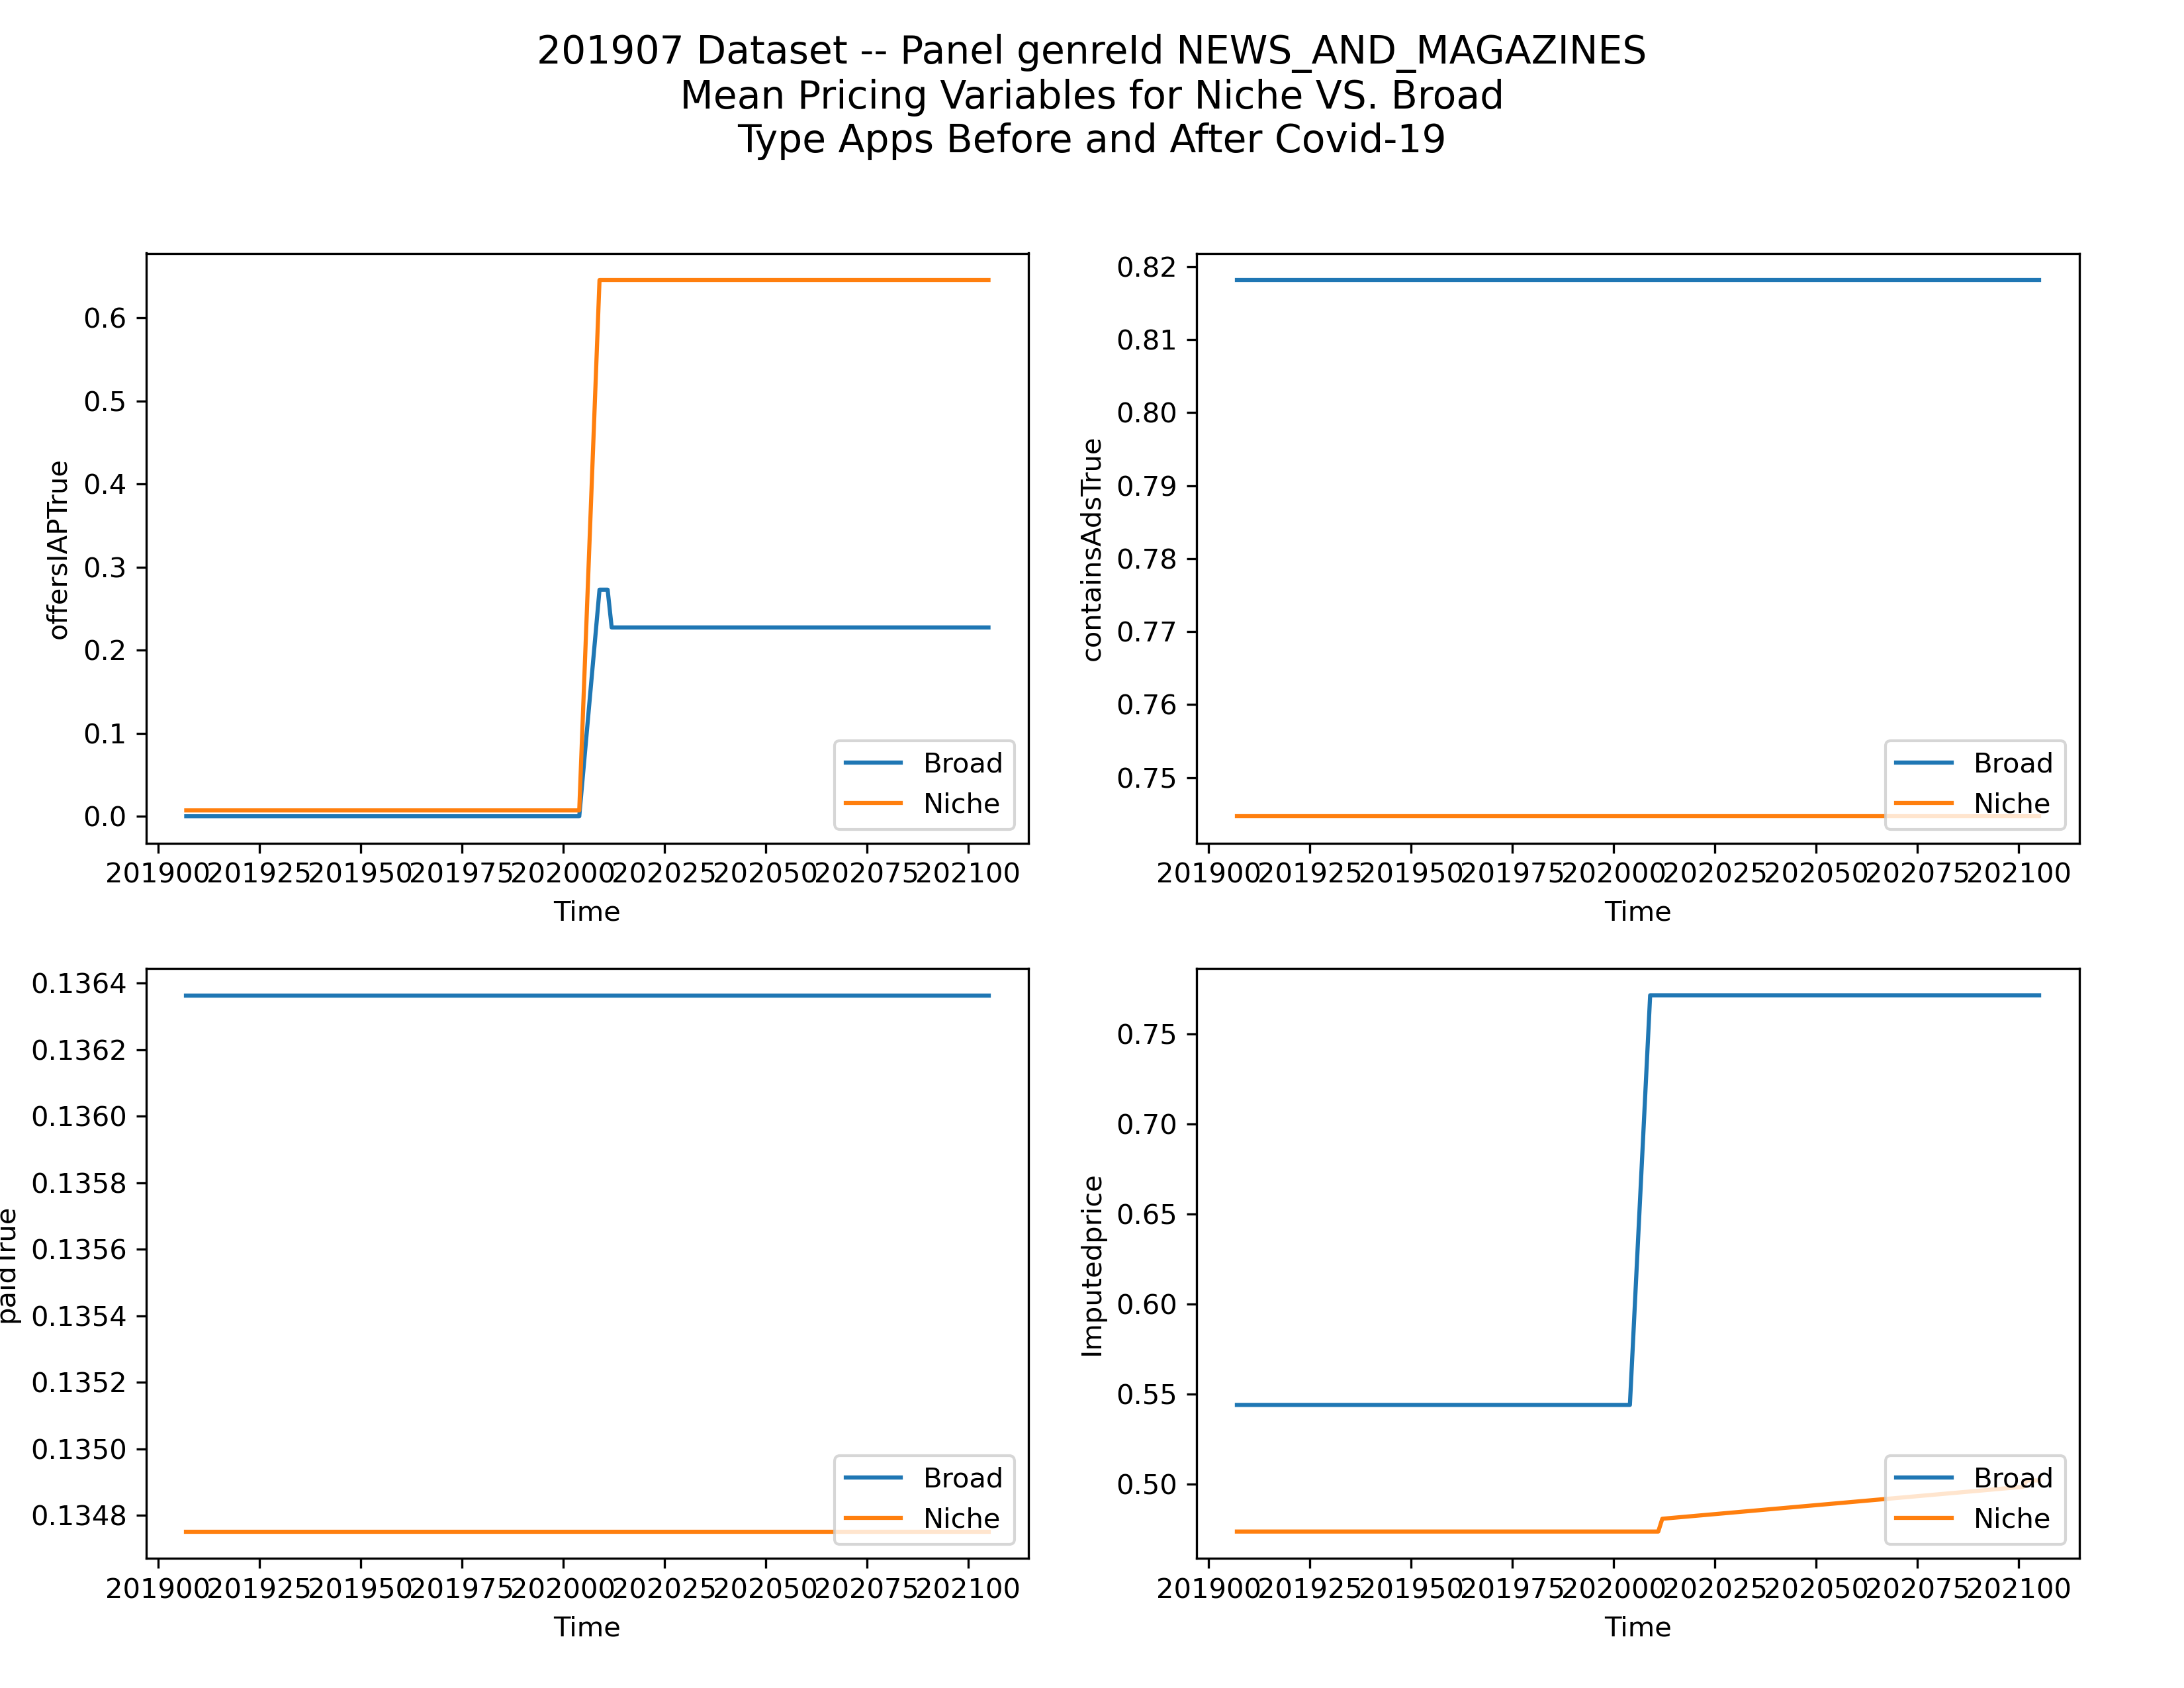 201907 Dataset -- Panel genreId NEWS_AND_MAGAZINES
Mean Pricing Variables for Niche VS. Broad
Type Apps Before and After Covid-19
offersIAPTrue
0.6
0.5
0.4
0.3
0.2
0.1
0.0
Broad
Niche
201900 201925 201950 201975 202000 202025 202050 202075 202100
Time
containsAdsTrue
0.82
0.81
0.80
0.79
0.78
0.77
0.76
0.75
Broad
Niche
201900 201925 201950 201975 202000 202025 202050 202075 202100
Time
paidTrue
0.1364
0.1362
0.1360
0.1358
0.1356
0.1354
0.1352
0.1350
0.1348
Broad
Niche
201900 201925 201950 201975 202000 202025 202050 202075 202100
Time
Imputedprice
0.75
0.70
0.65
0.60
0.55
0.50
Broad
Niche
201900 201925 201950 201975 202000 202025 202050 202075 202100
Time